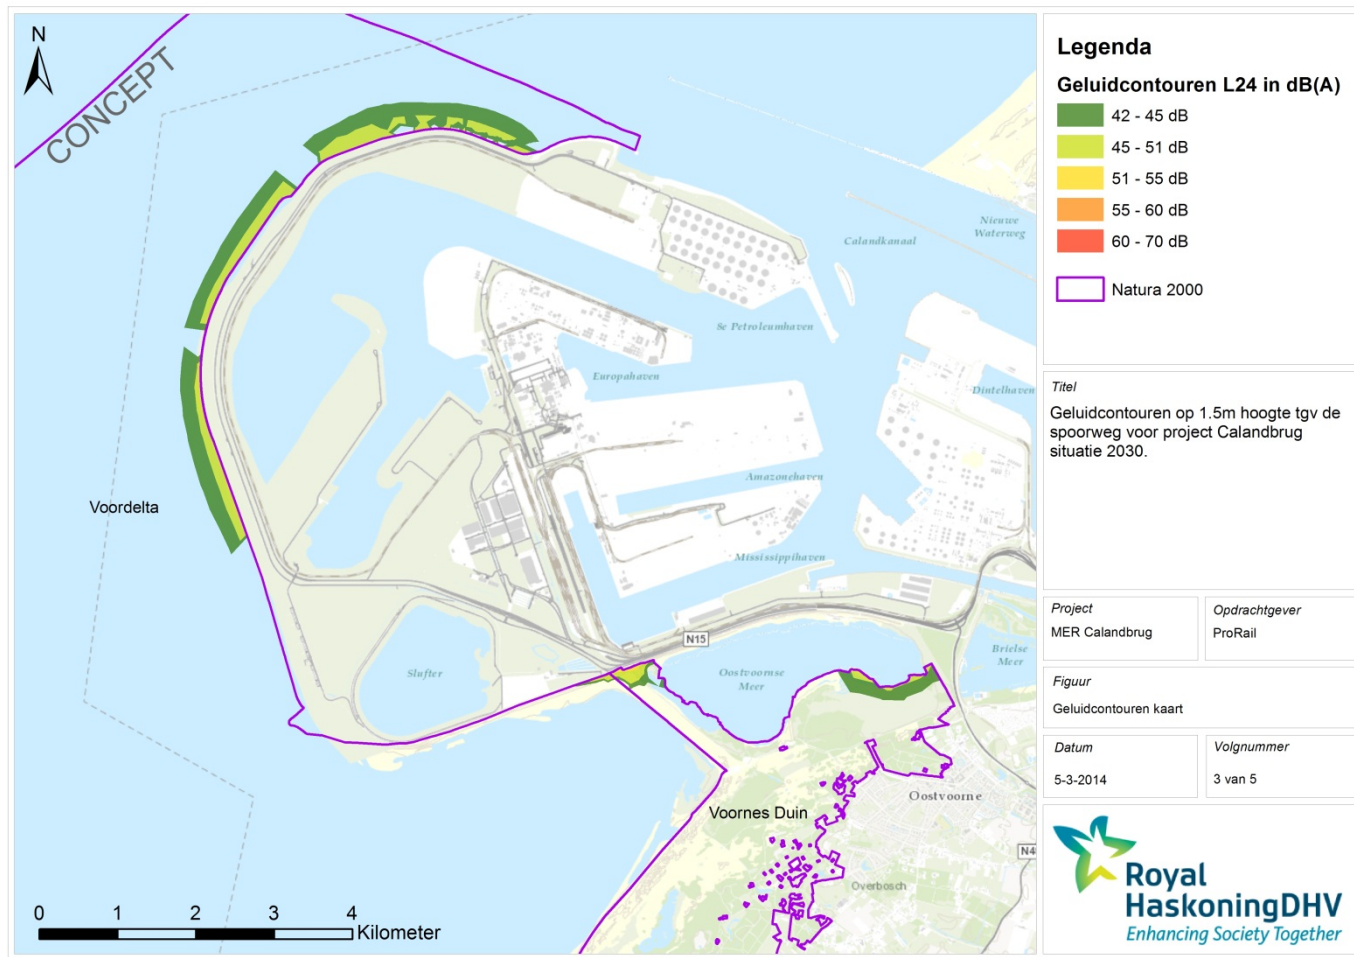 N
CONCEPT
Nieuwe
Waterweg
Calandkanaal
8e Petroleumhaven
Europahaven
Dintelhaven
Amazonehaven
Voordelta
Mississippihaven
N15
Slufter
Oostvoornse
Meer
Brielse
Meer
Voornes Duin
Oostvoorne
N4
Overbosch
0 1 2 3 4
Kilometer
Legenda
Geluidcontouren L24 in dB(A)
42 - 45 dB
45 - 51 dB
51 - 55 dB
55 - 60 dB
60 - 70 dB
Natura 2000
Titel
Geluidcontouren op 1.5m hoogte tgv de
spoorweg voor project Calandbrug
situatie 2030.
Project
MER Calandbrug
Opdrachtgever
ProRail
Figuur
Geluidcontouren kaart
Datum
5-3-2014
Volgnummer
3 van 5
Royal
HaskoningDHV
Enhancing Society Together